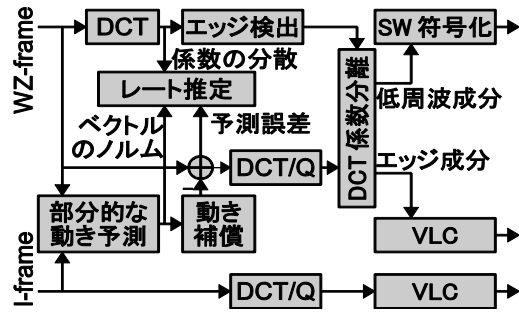 WZ-frame
DCT
エッジ検出
SW 符号化
係数の分散
レート推定
DCT 係数分離
低周波成分
ベクトル
のノルム
予測誤差
DCT/Q
エッジ成分
−
部分的な
動き予測
動き
補償
VLC
I-frame
DCT/Q
VLC